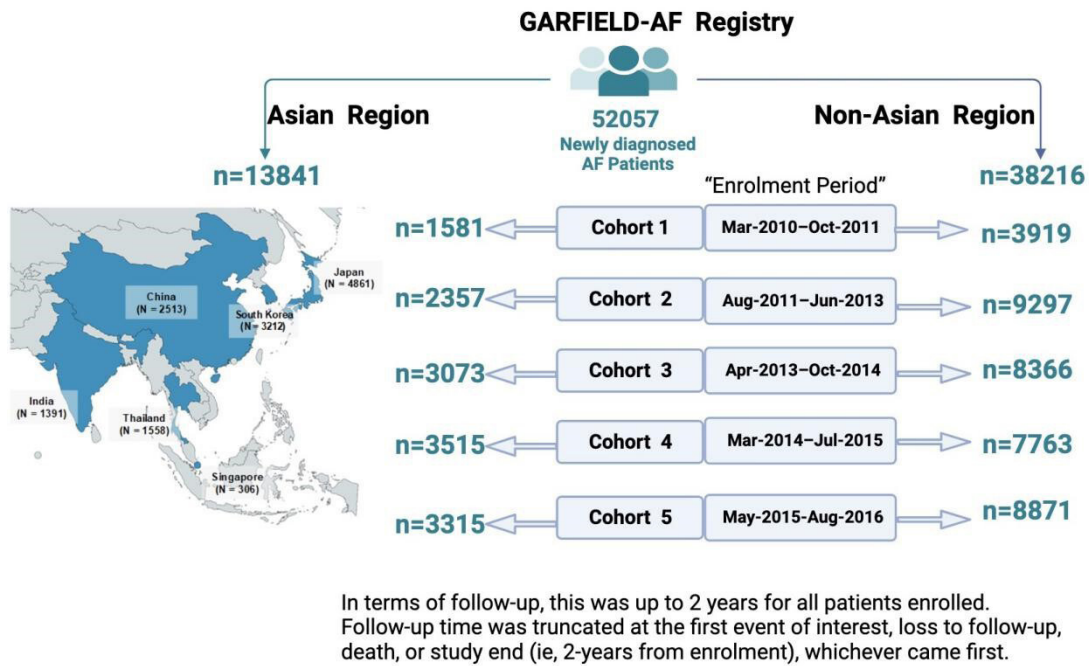 GARFIELD-AF Registry
Asian Region
Non-Asian Region
52057
Newly diagnosed
AF Patients
n=13841
n=38216
“Enrolment Period”
n=1581
Cohort 1
Mar-2010–Oct-2011
n=3919
n=2357
Cohort 2
Aug-2011–Jun-2013
n=9297
n=3073
Cohort 3
Apr-2013–Oct-2014
n=8366
n=3515
Cohort 4
Mar-2014–Jul-2015
n=7763
n=3315
Cohort 5
May-2015-Aug-2016
n=8871
Japan
(N = 4861)
China
(N = 2513)
South Korea
(N= 3212)
India
(N = 1391)
Thailand
(N = 1558)
Singapore
(N = 306)
In terms of follow-up, this was up to 2 years for all patients enrolled.
Follow-up time was truncated at the first event of interest, loss to follow-up,
death, or study end (ie, 2-years from enrolment), whichever came first.